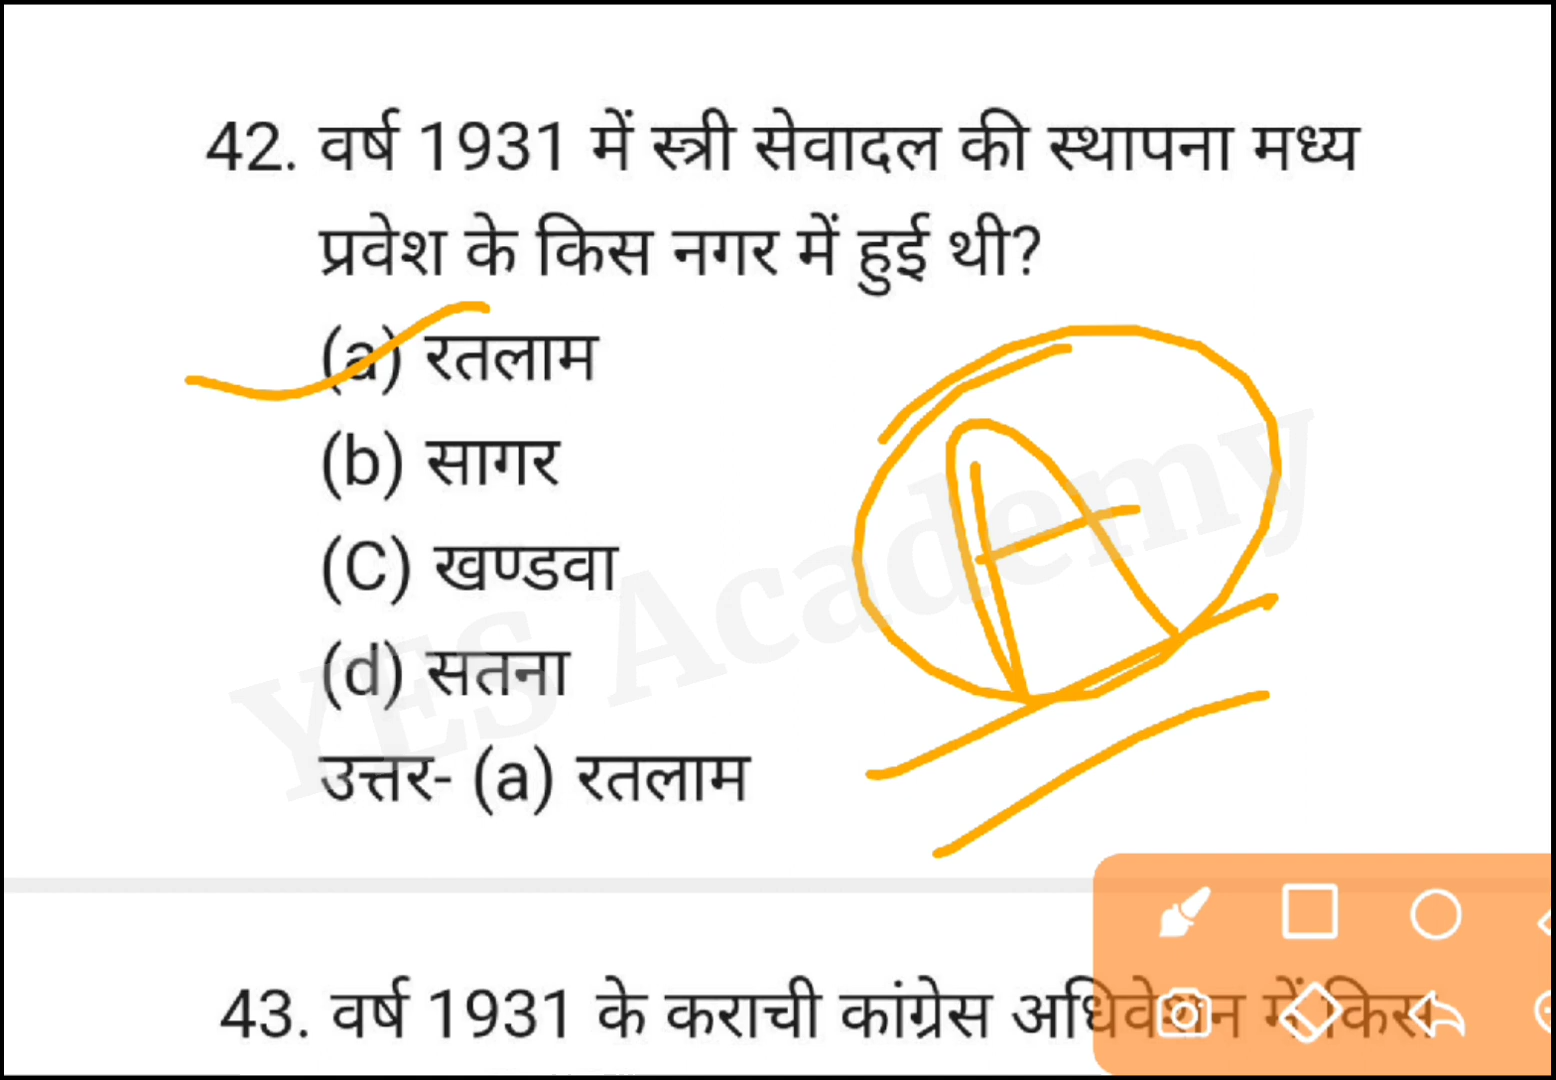 42. वर्ष 1931 में स्त्री सेवादल की स्थापना मध्य
प्रवेश के किस नगर में हुई थी?
(a) रतलाम
(b) सागर
(C) खण्डवा
(d) सतना
उत्तर- (a) रतलाम
A
YES Academy
43. वर्ष 1931 के कराची कांग्रेस अधिवेशन में किस